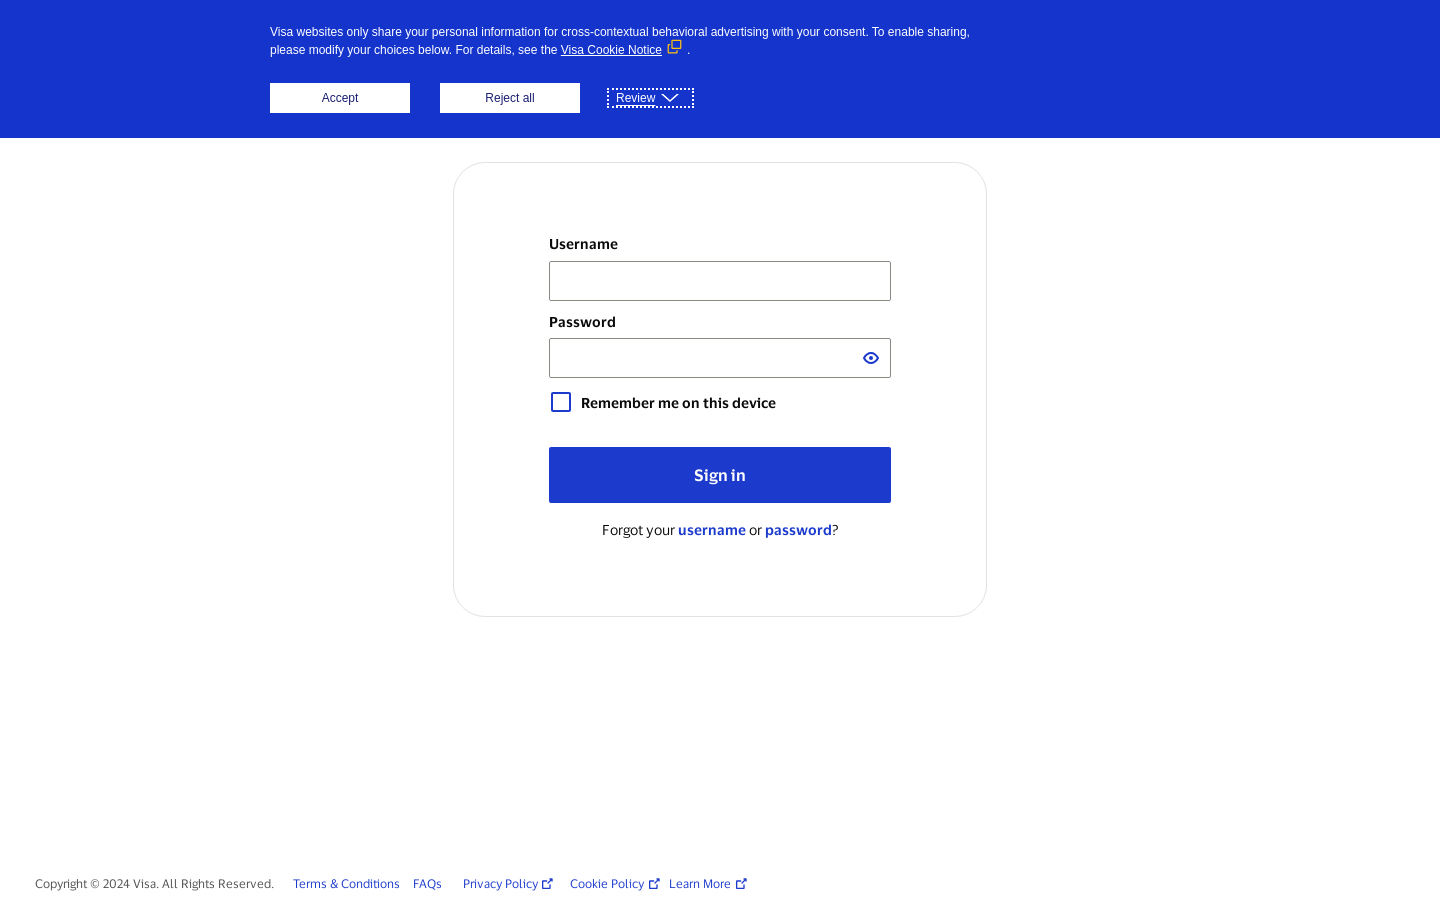 Visa websites only share your personal information for cross-contextual behavioral advertising with your consent. To enable sharing,
please modify your choices below. For details, see the Visa Cookie Notice .
Accept Reject all Review
Username
Password
Remember me on this device
Sign in
Forgot your username or password?
Copyright © 2024 Visa. All Rights Reserved. Terms & Conditions FAQs Privacy Policy Cookie Policy Learn More